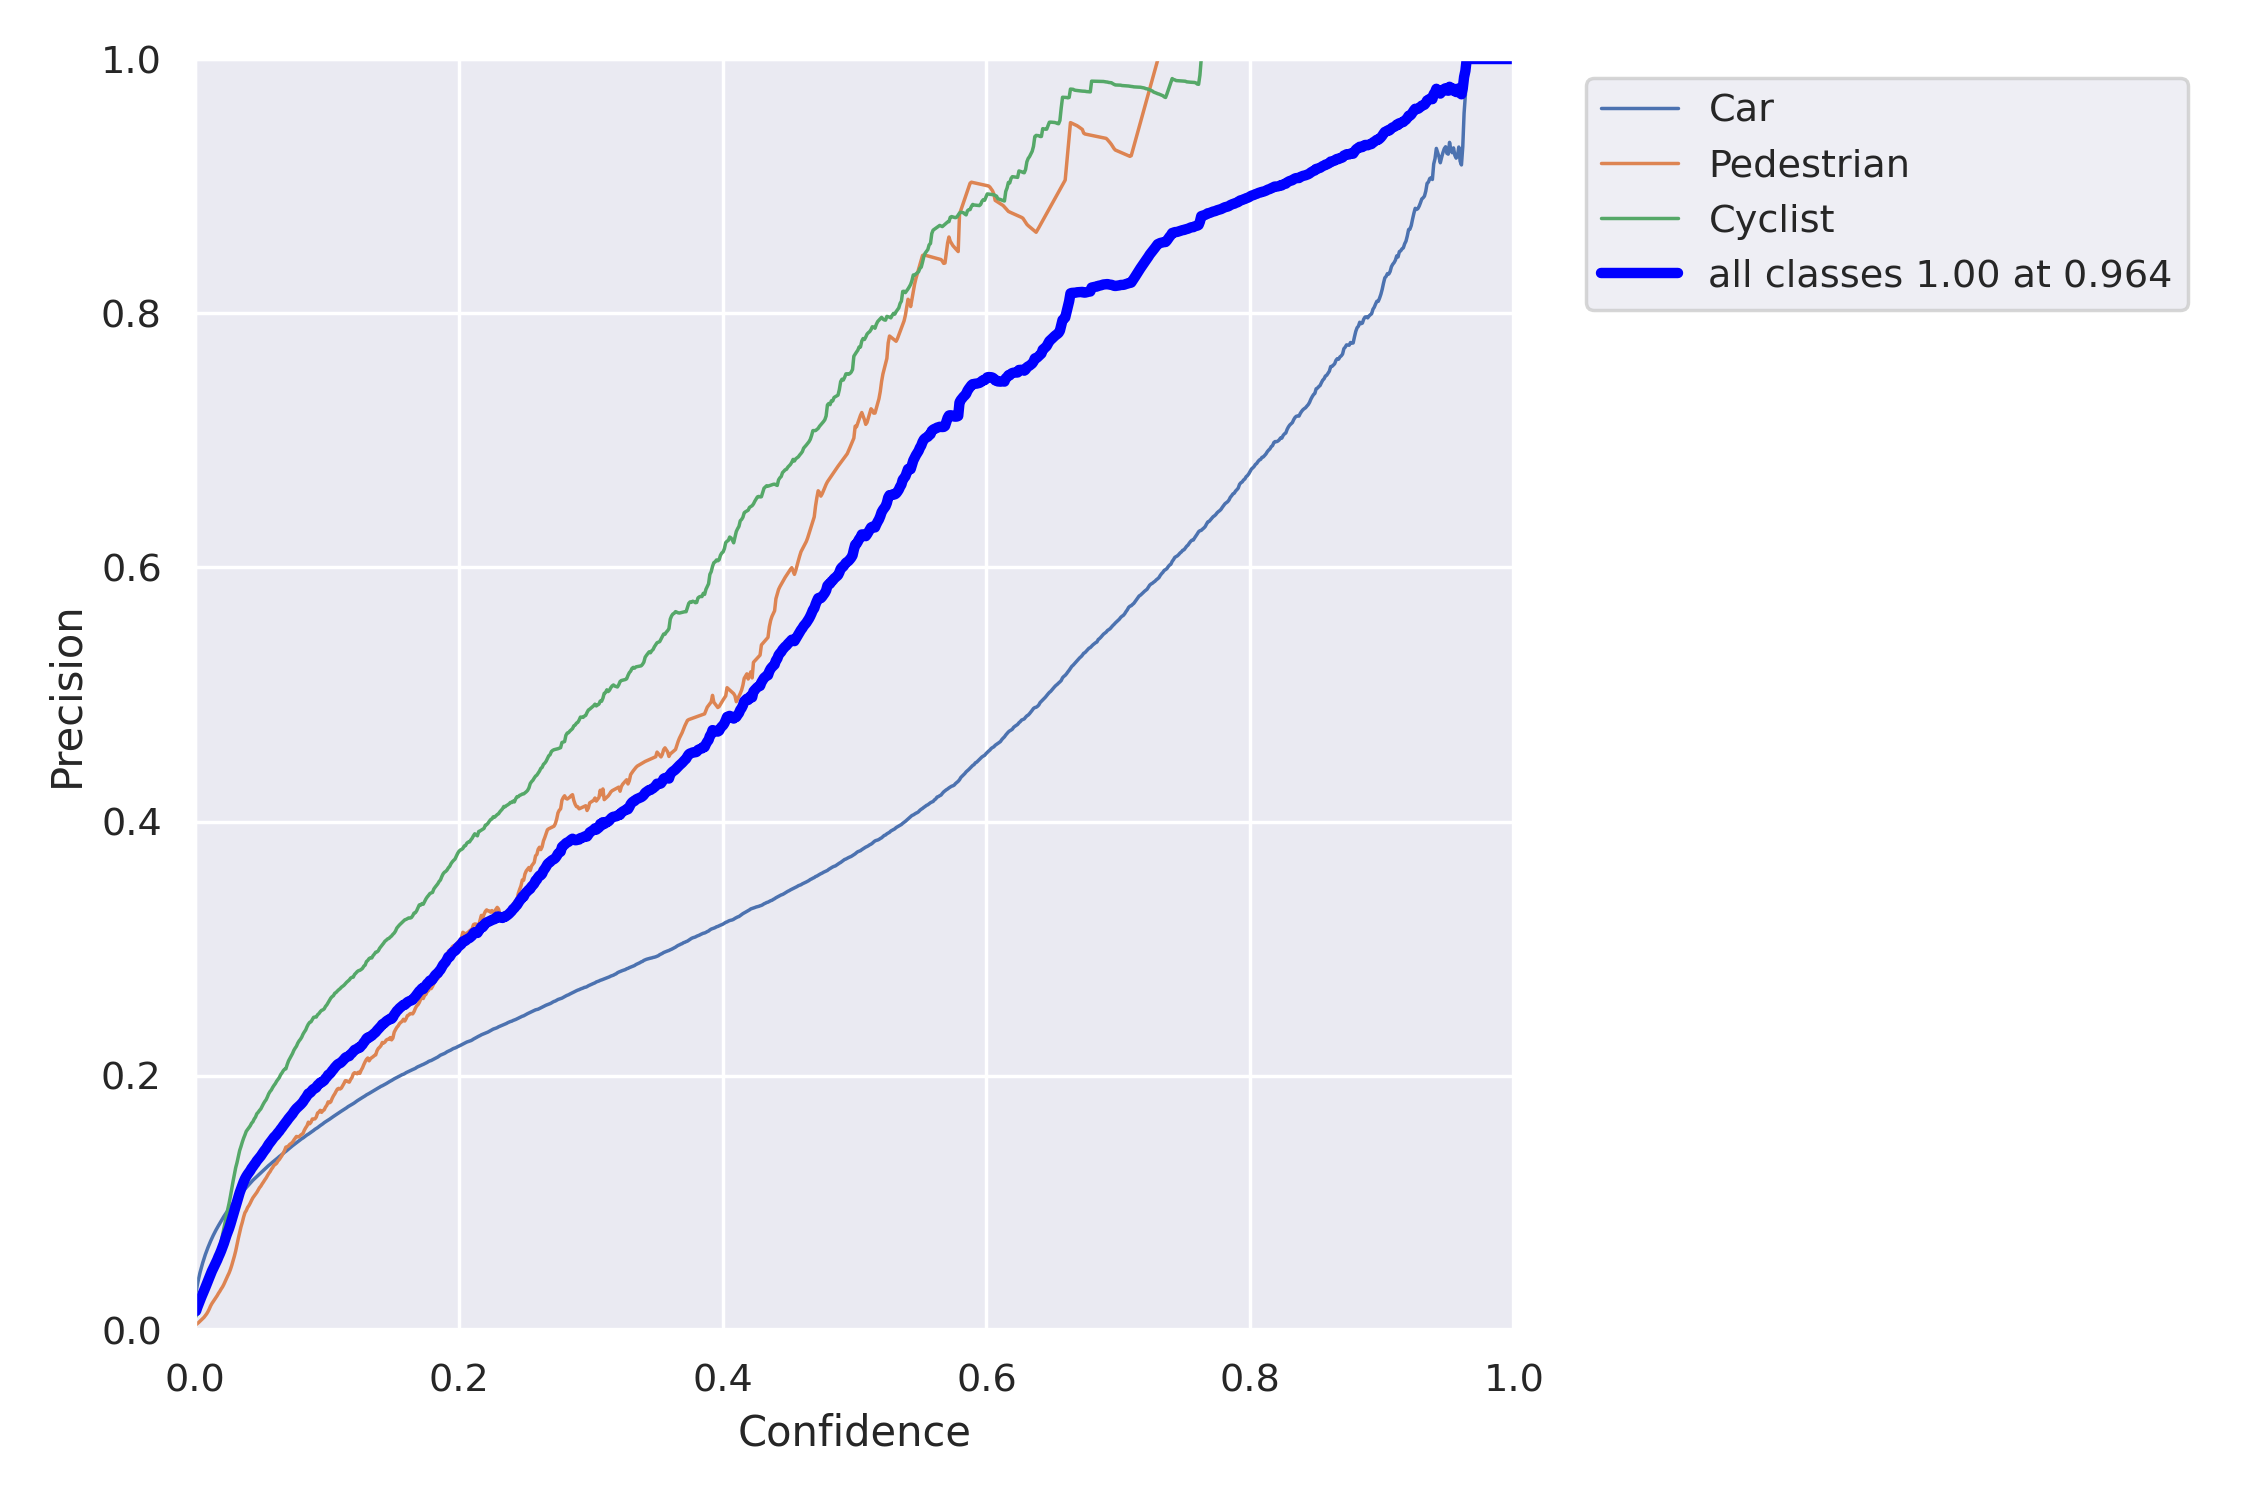 1.0
0.8
0.6
0.4
0.2
0.0
Precision
0.0 0.2 0.4 0.6 0.8 1.0
Confidence
Car
Pedestrian
Cyclist
all classes 1.00 at 0.964